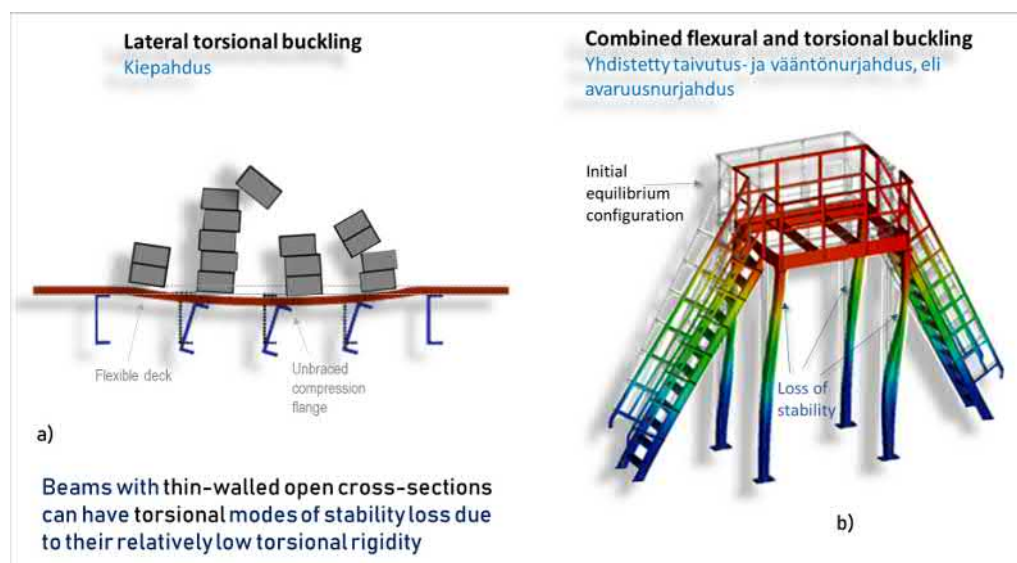 Lateral torsional buckling
Kiepahdus
Flexible deck
Unbraced
compression
flange
a)
Beams with thin-walled open cross-sections
can have torsional modes of stability loss due
to their relatively low torsional rigidity
Combined flexural and torsional buckling
Yhdistetty taivutus- ja vääntönurjahdus, eli
avaruusnurjahdus
Initial
equilibrium
configuration
Loss of
stability
b)